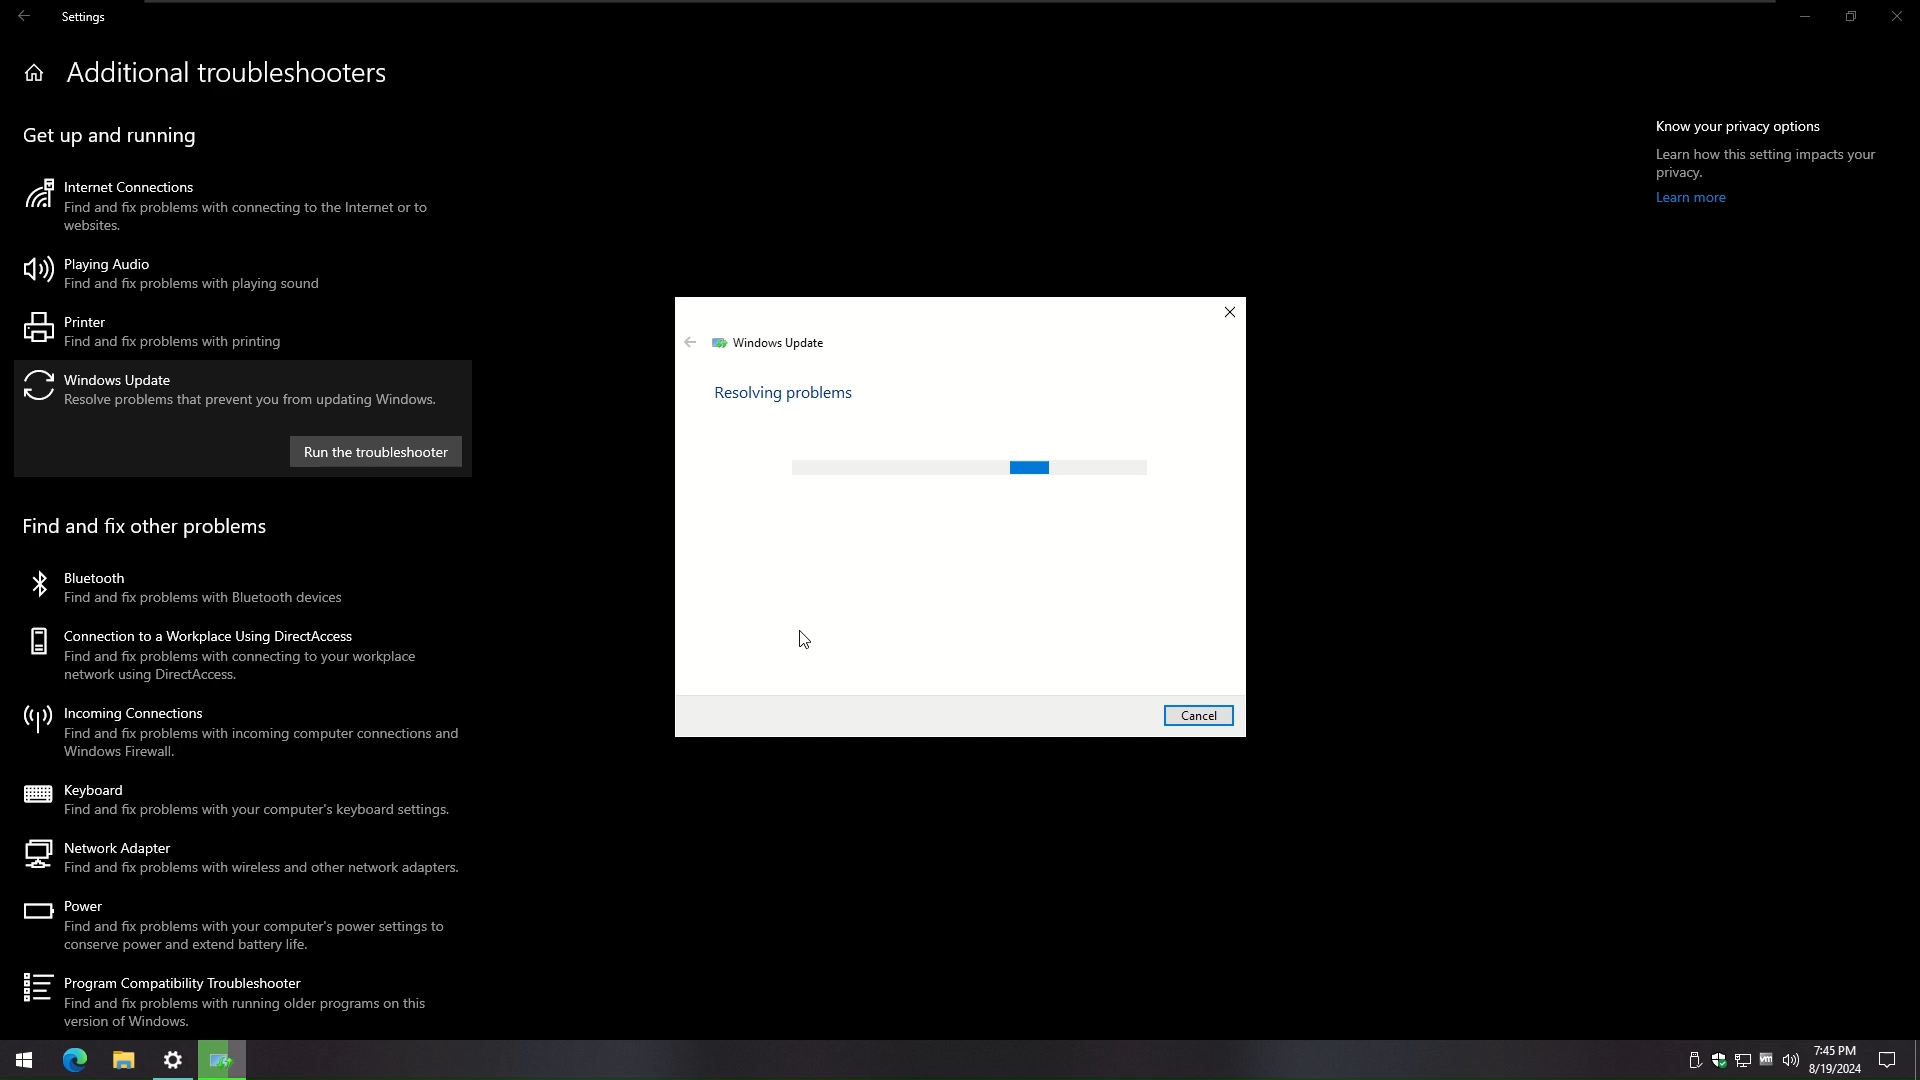 Settings
Additional troubleshooters
Get up and running
Internet Connections
Find and fix problems with connecting to the Internet or to
websites.
Playing Audio
Find and fix problems with playing sound
Printer
Find and fix problems with printing
Windows Update
Resolve problems that prevent you from updating Windows.
Run the troubleshooter
Find and fix other problems
Bluetooth
Find and fix problems with Bluetooth devices
Connection to a Workplace Using DirectAccess
Find and fix problems with connecting to your workplace
network using DirectAccess.
Incoming Connections
Find and fix problems with incoming computer connections and
Windows Firewall.
Keyboard
Find and fix problems with your computer's keyboard settings.
Network Adapter
Find and fix problems with wireless and other network adapters.
Power
Find and fix problems with your computer's power settings to
conserve power and extend battery life.
Program Compatibility Troubleshooter
Find and fix problems with running older programs on this
version of Windows.
Windows Update
Resolving problems
Cancel
Know your privacy options
Learn how this setting impacts your
privacy.
Learn more
vm
7:45 PM
8/19/2024